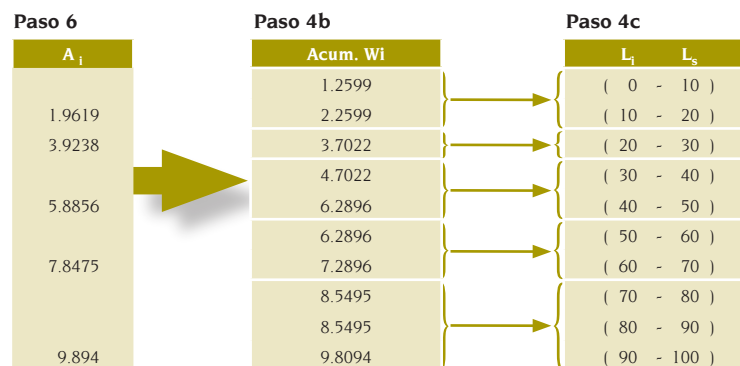 Paso 6 Paso 4b Paso 4c
A i Acum. Wi Li Ls
1.2599 ( 0 - 10 )
1.9619 2.2599 ( 10 - 20 )
3.9238 3.7022 ( 20 - 30 )
4.7022 ( 30 - 40 )
5.8856 6.2896 ( 40 - 50 )
6.2896 ( 50 - 60 )
7.8475 7.2896 ( 60 - 70 )
8.5495 ( 70 - 80 )
8.5495 ( 80 - 90 )
9.894 9.8094 ( 90 - 100 )